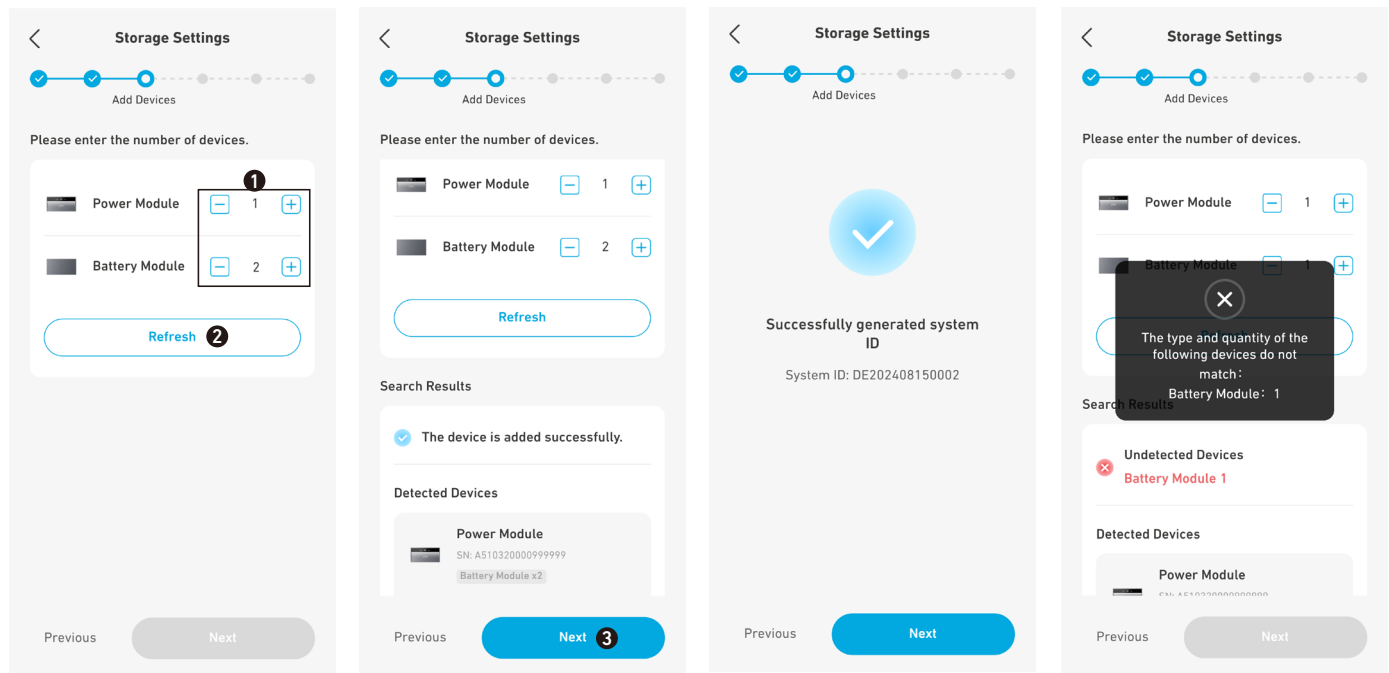 Storage Settings
Add Devices
Please enter the number of devices.
1
Power Module 1
Battery Module 2
Refresh 2
Previous Next
Storage Settings
Add Devices
Please enter the number of devices.
Power Module 1
Battery Module 2
Refresh
Search Results
The device is added successfully.
Detected Devices
Power Module
SN: A510320000999999
Battery Module x2
Previous Next 3
Storage Settings
Add Devices
Successfully generated system
ID
System ID: DE202408150002
Previous Next
Storage Settings
Add Devices
Please enter the number of devices.
Power Module 1
Battery Module 1
Refresh
The type and quantity of the
following devices do not
match：
Battery Module： 1
Search Results
Undetected Devices
Battery Module 1
Detected Devices
Power Module
Previous Next